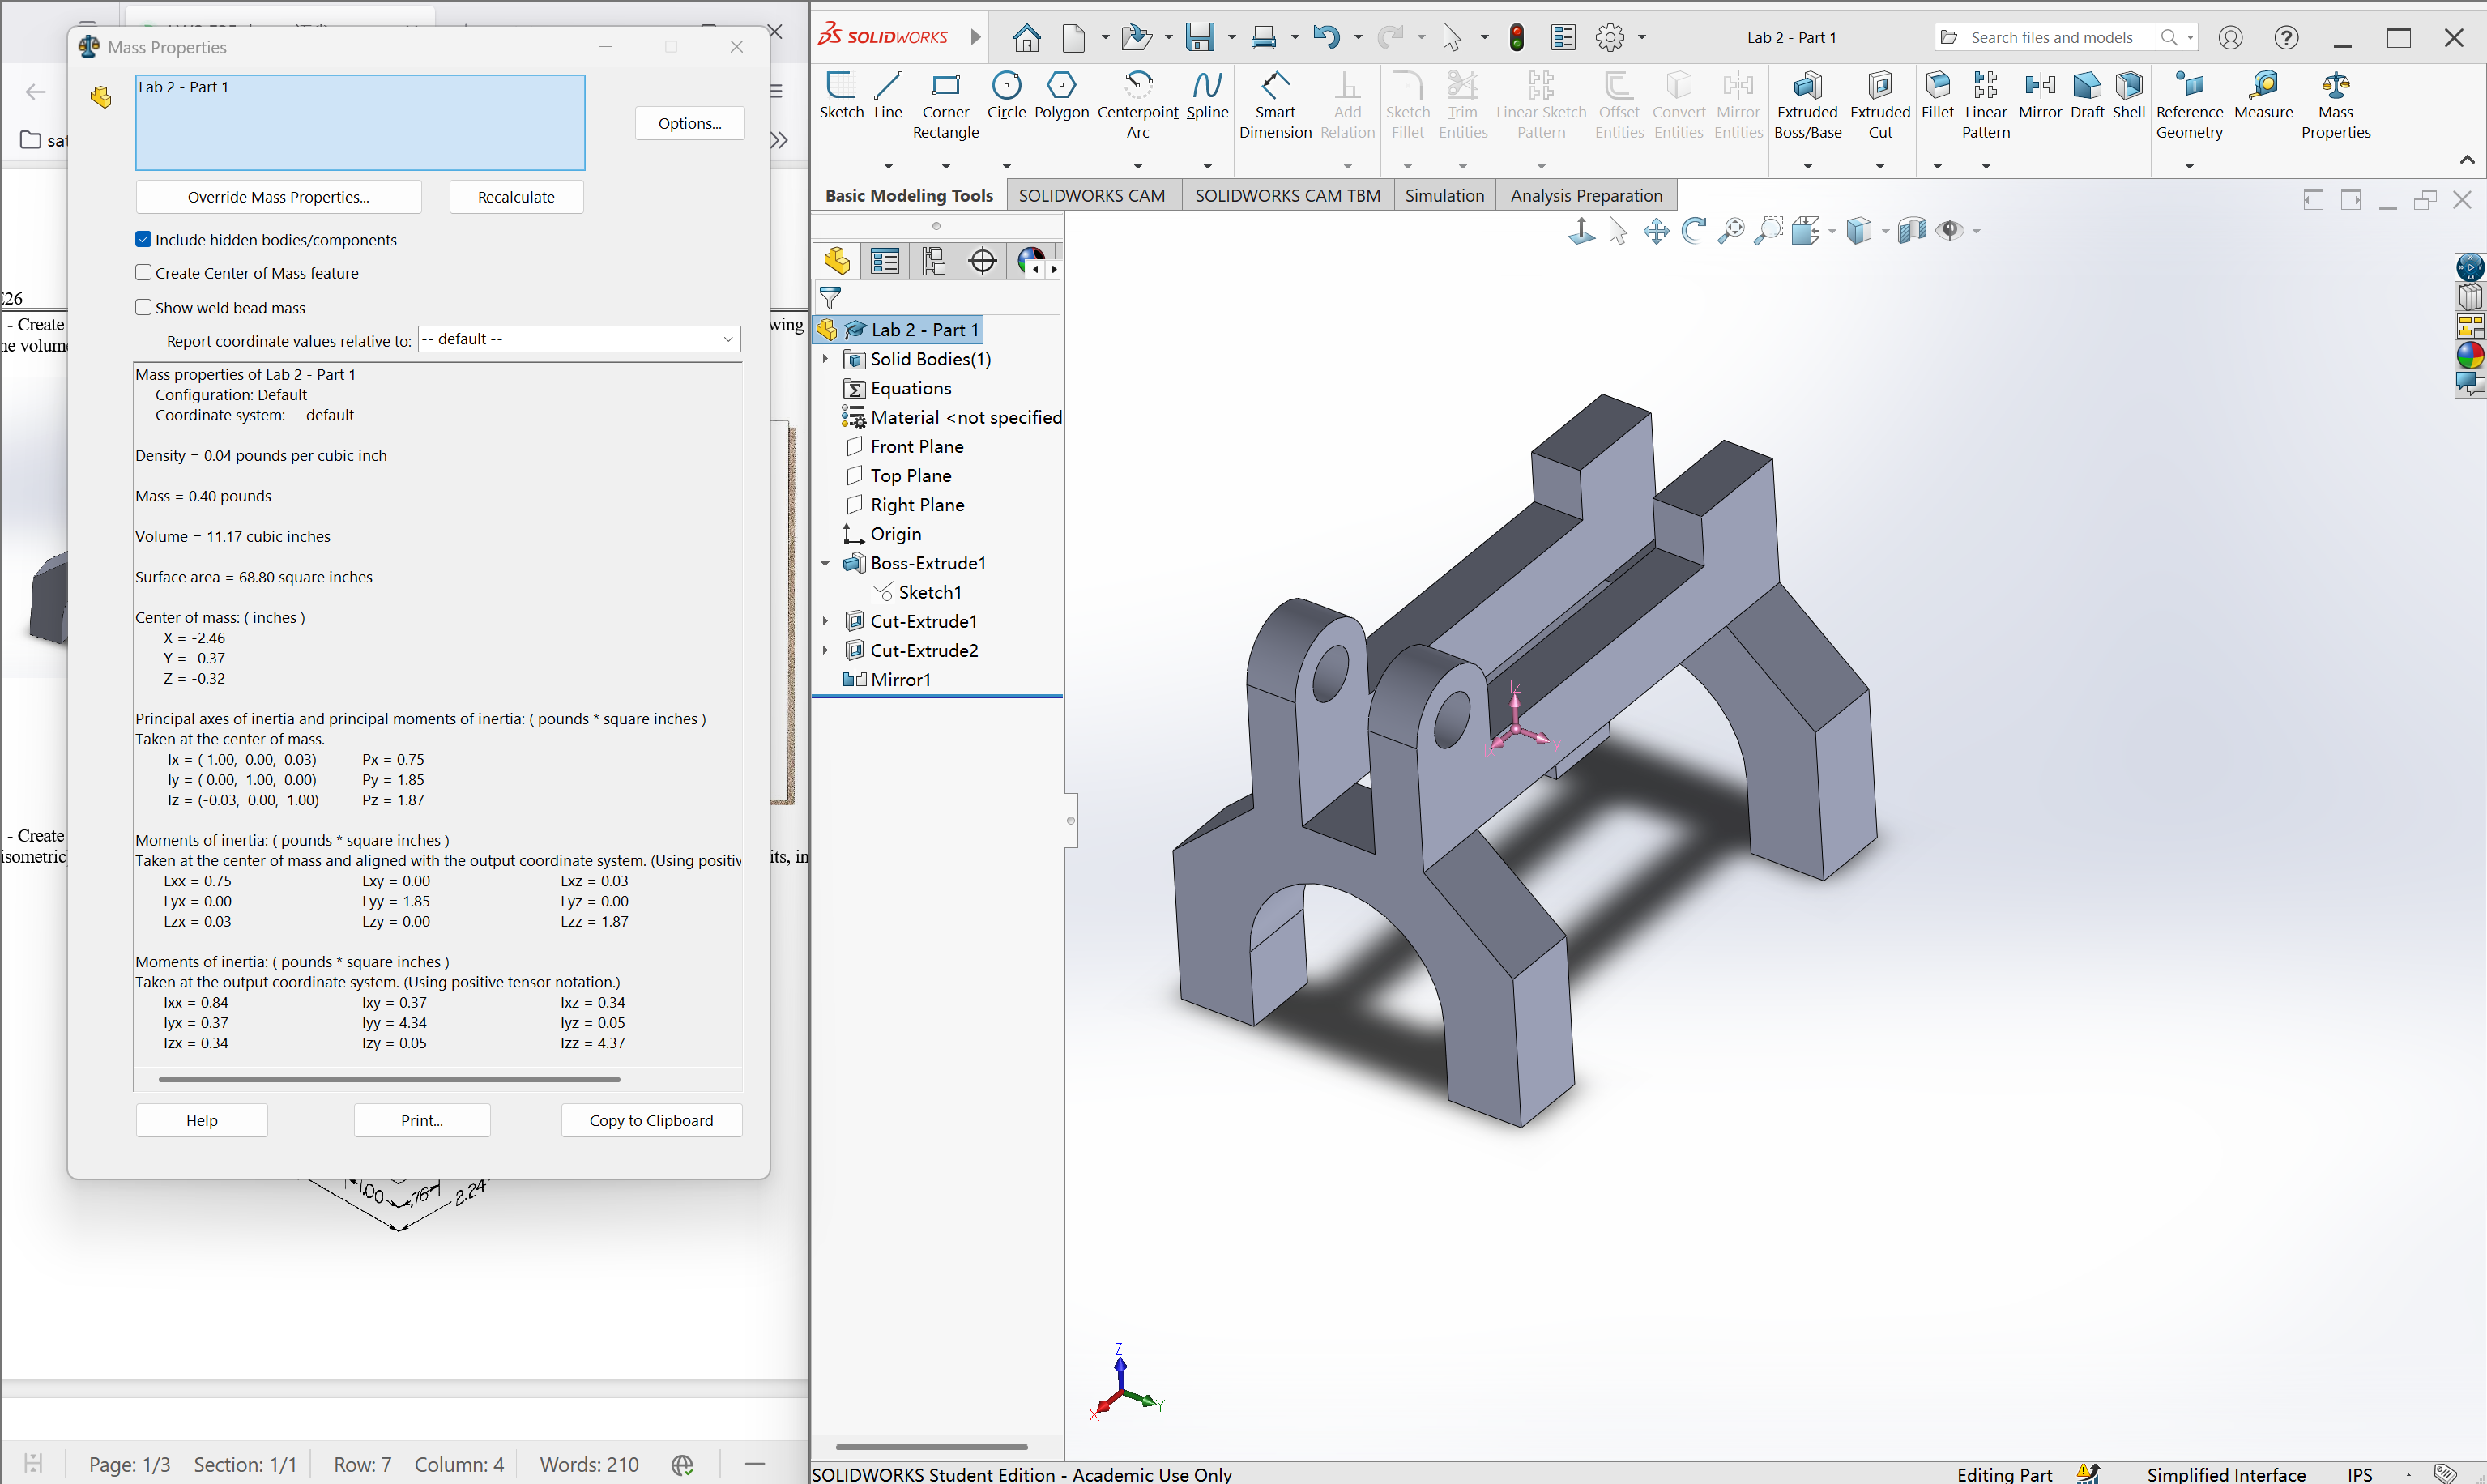 Mass Properties
Lab 2 - Part 1
Options...
Override Mass Properties...
Recalculate
Include hidden bodies/components
Create Center of Mass feature
Show weld bead mass
Report coordinate values relative to:
-- default --
Mass properties of Lab 2 - Part 1
Configuration: Default
Coordinate system: -- default --
Density = 0.04 pounds per cubic inch
Mass = 0.40 pounds
Volume = 11.17 cubic inches
Surface area = 68.80 square inches
Center of mass: ( inches )
X = -2.46
Y = -0.37
Z = -0.32
Principal axes of inertia and principal moments of inertia: ( pounds * square inches )
Taken at the center of mass.
Ix = ( 1.00, 0.00, 0.03) Px = 0.75
Iy = ( 0.00, 1.00, 0.00) Py = 1.85
Iz = (-0.03, 0.00, 1.00) Pz = 1.87
Moments of inertia: ( pounds * square inches )
Taken at the center of mass and aligned with the output coordinate system. (Using positiv
Lxx = 0.75 Lxy = 0.00 Lxz = 0.03
Lyx = 0.00 Lyy = 1.85 Lyz = 0.00
Lzx = 0.03 Lzy = 0.00 Lzz = 1.87
Moments of inertia: ( pounds * square inches )
Taken at the output coordinate system. (Using positive tensor notation.)
Ixx = 0.84 Ixy = 0.37 Ixz = 0.34
Iyx = 0.37 Iyy = 4.34 Iyz = 0.05
Izx = 0.34 Izy = 0.05 Izz = 4.37
Help
Print...
Copy to Clipboard
E26
- Create
wing
he volum
- Create
isometric
its, in
1.00
.76
2.24
Page: 1/3 Section: 1/1 Row: 7 Column: 4 Words: 210
SOLIDWORKS
Lab 2 - Part 1
Search files and models
Sketch
Line
Corner Rectangle
Circle
Polygon
Centerpoint Arc
Spline
Smart Dimension
Add Relation
Sketch Fillet
Trim Entities
Linear Sketch Pattern
Offset Entities
Convert Entities
Mirror Entities
Extruded Boss/Base
Extruded Cut
Fillet
Linear Pattern
Mirror
Draft
Shell
Reference Geometry
Measure
Mass Properties
Basic Modeling Tools
SOLIDWORKS CAM
SOLIDWORKS CAM TBM
Simulation
Analysis Preparation
Lab 2 - Part 1
Solid Bodies(1)
Equations
Material <not specified
Front Plane
Top Plane
Right Plane
Origin
Boss-Extrude1
Sketch1
Cut-Extrude1
Cut-Extrude2
Mirror1
Iz
Z
X
Y
SOLIDWORKS Student Edition - Academic Use Only
Editing Part
Simplified Interface
IPS